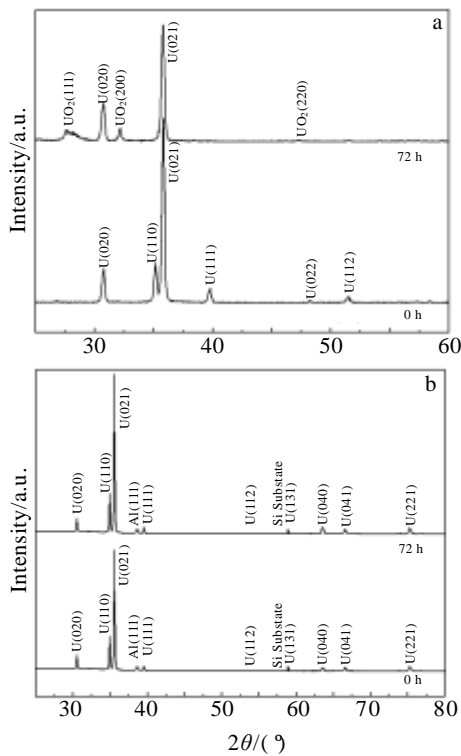 a
Intensity/a.u.
UO₂(111)
U(020)
UO₂(200)
U(021)
UO₂(220)
72 h
U(020)
U(110)
U(021)
U(111)
U(022)
U(112)
0 h
30 40 50 60
b
Intensity/a.u.
U(020)
U(110)
U(021)
Al(111)
U(111)
U(112)
Si Substate
U(131)
U(040)
U(041)
U(221)
72 h
U(020)
U(110)
U(021)
Al(111)
U(111)
U(112)
Si Substate
U(131)
U(040)
U(041)
U(221)
0 h
30 40 50 60 70 80
2θ/(°)